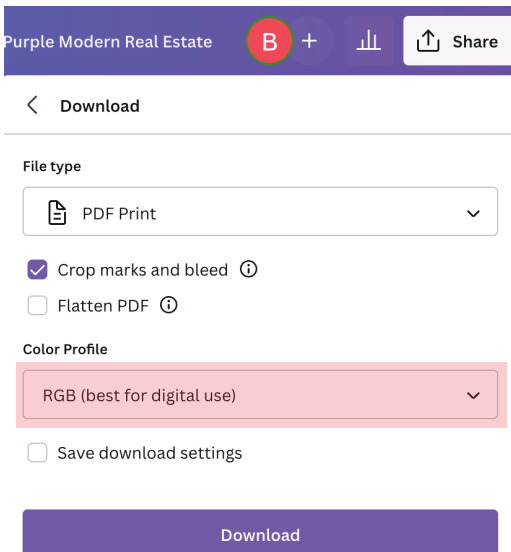 Purple Modern Real Estate B + Share
Download
File type
PDF Print
Crop marks and bleed
Flatten PDF
Color Profile
RGB (best for digital use)
Save download settings
Download